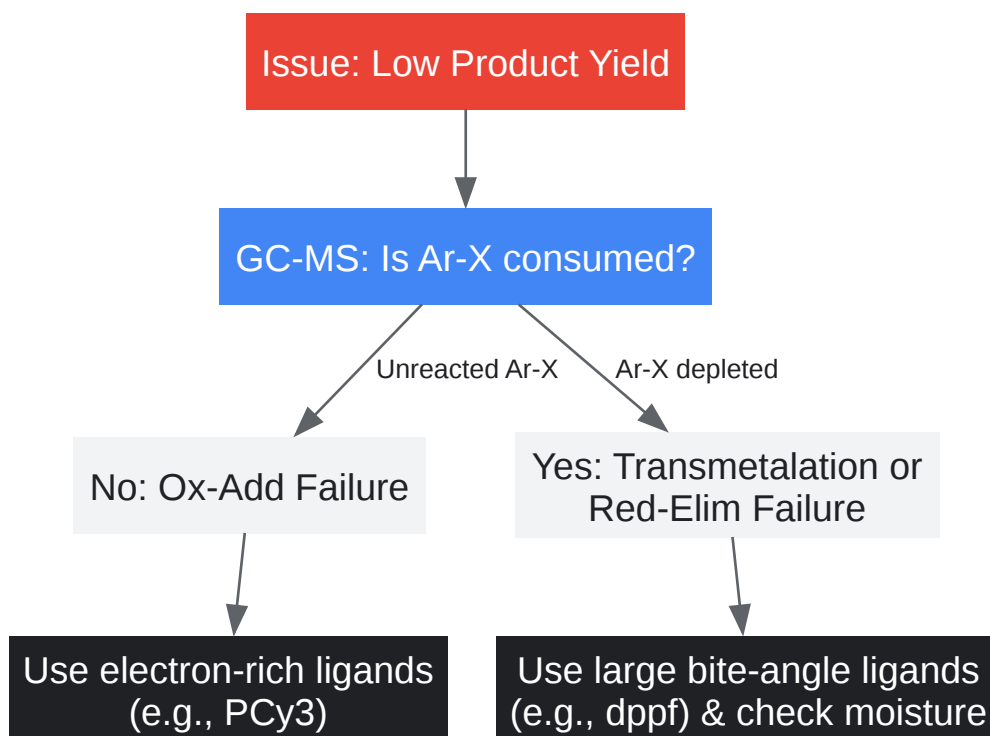 Issue: Low Product Yield
GC-MS: Is Ar-X consumed?
Unreacted Ar-X
Ar-X depleted
No: Ox-Add Failure
Yes: Transmetalation or
Red-Elim Failure
Use electron-rich ligands
(e.g., PCy3)
Use large bite-angle ligands
(e.g., dppf) & check moisture